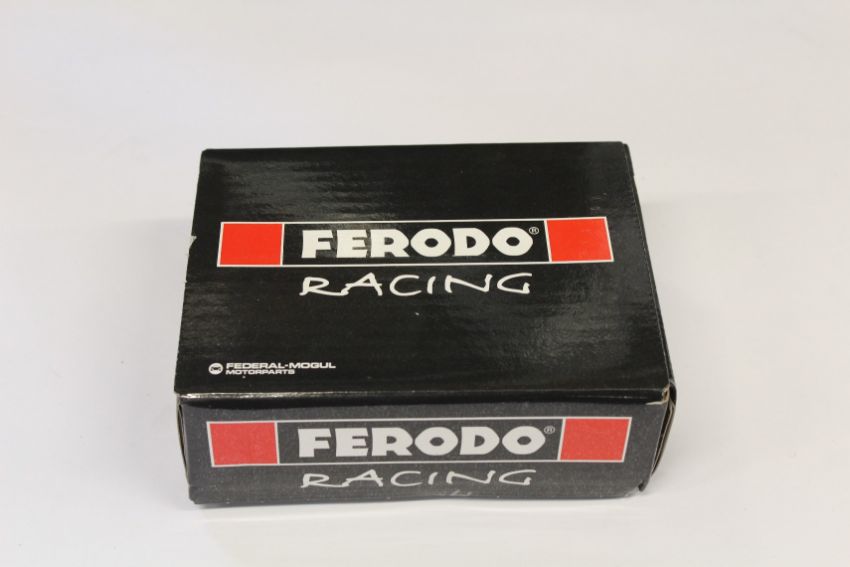 FERODO®
RACING
FEDERAL-MOGUL
MOTORPARTS
FERODO®
RACING